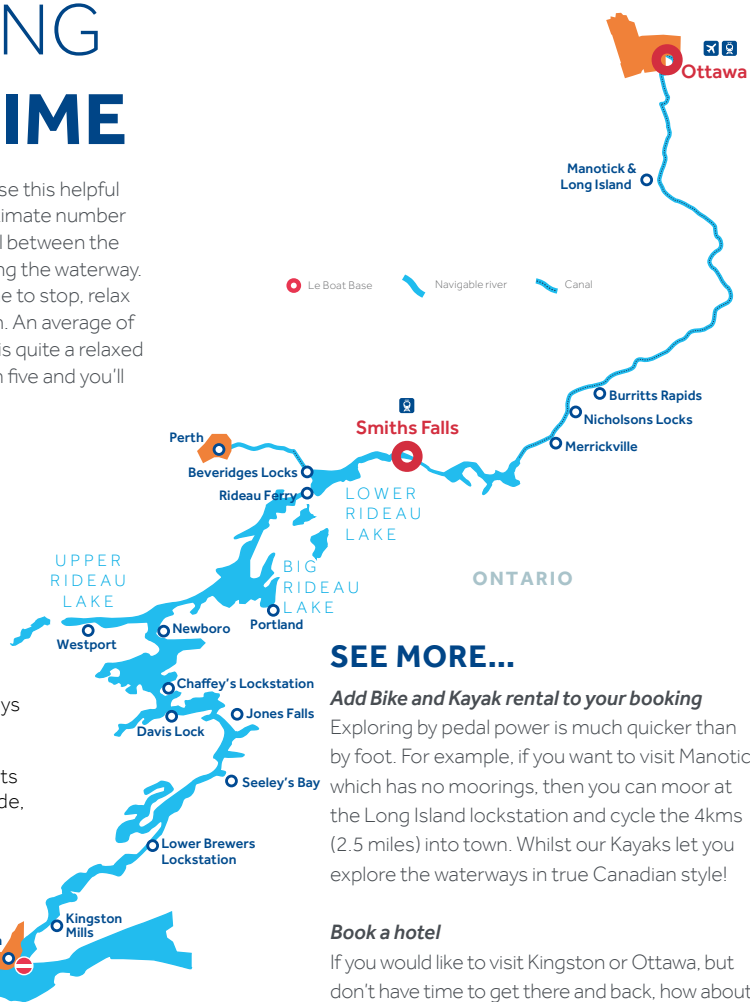 NG
IME
se this helpful
timate number
l between the
ng the waterway.
e to stop, relax
n. An average of
is quite a relaxed
n five and you'll
Ottawa
Manotick &
Long Island
Le Boat Base
Navigable river
Canal
Burritts Rapids
Nicholsons Locks
Merrickville
Smiths Falls
Perth
Beveridges Locks
Rideau Ferry
LOWER
RIDEAU
LAKE
ONTARIO
UPPER
RIDEAU
LAKE
BIG
RIDEAU
LAKE
Portland
Newboro
Westport
Chaffey's Lockstation
Davis Lock
Jones Falls
Seeley's Bay
Lower Brewers
Lockstation
Kingston
Mills
ys
ts
de,
SEE MORE...
Add Bike and Kayak rental to your booking
Exploring by pedal power is much quicker than
by foot. For example, if you want to visit Manotic
which has no moorings, then you can moor at
the Long Island lockstation and cycle the 4kms
(2.5 miles) into town. Whilst our Kayaks let you
explore the waterways in true Canadian style!
Book a hotel
If you would like to visit Kingston or Ottawa, but
don't have time to get there and back, how about